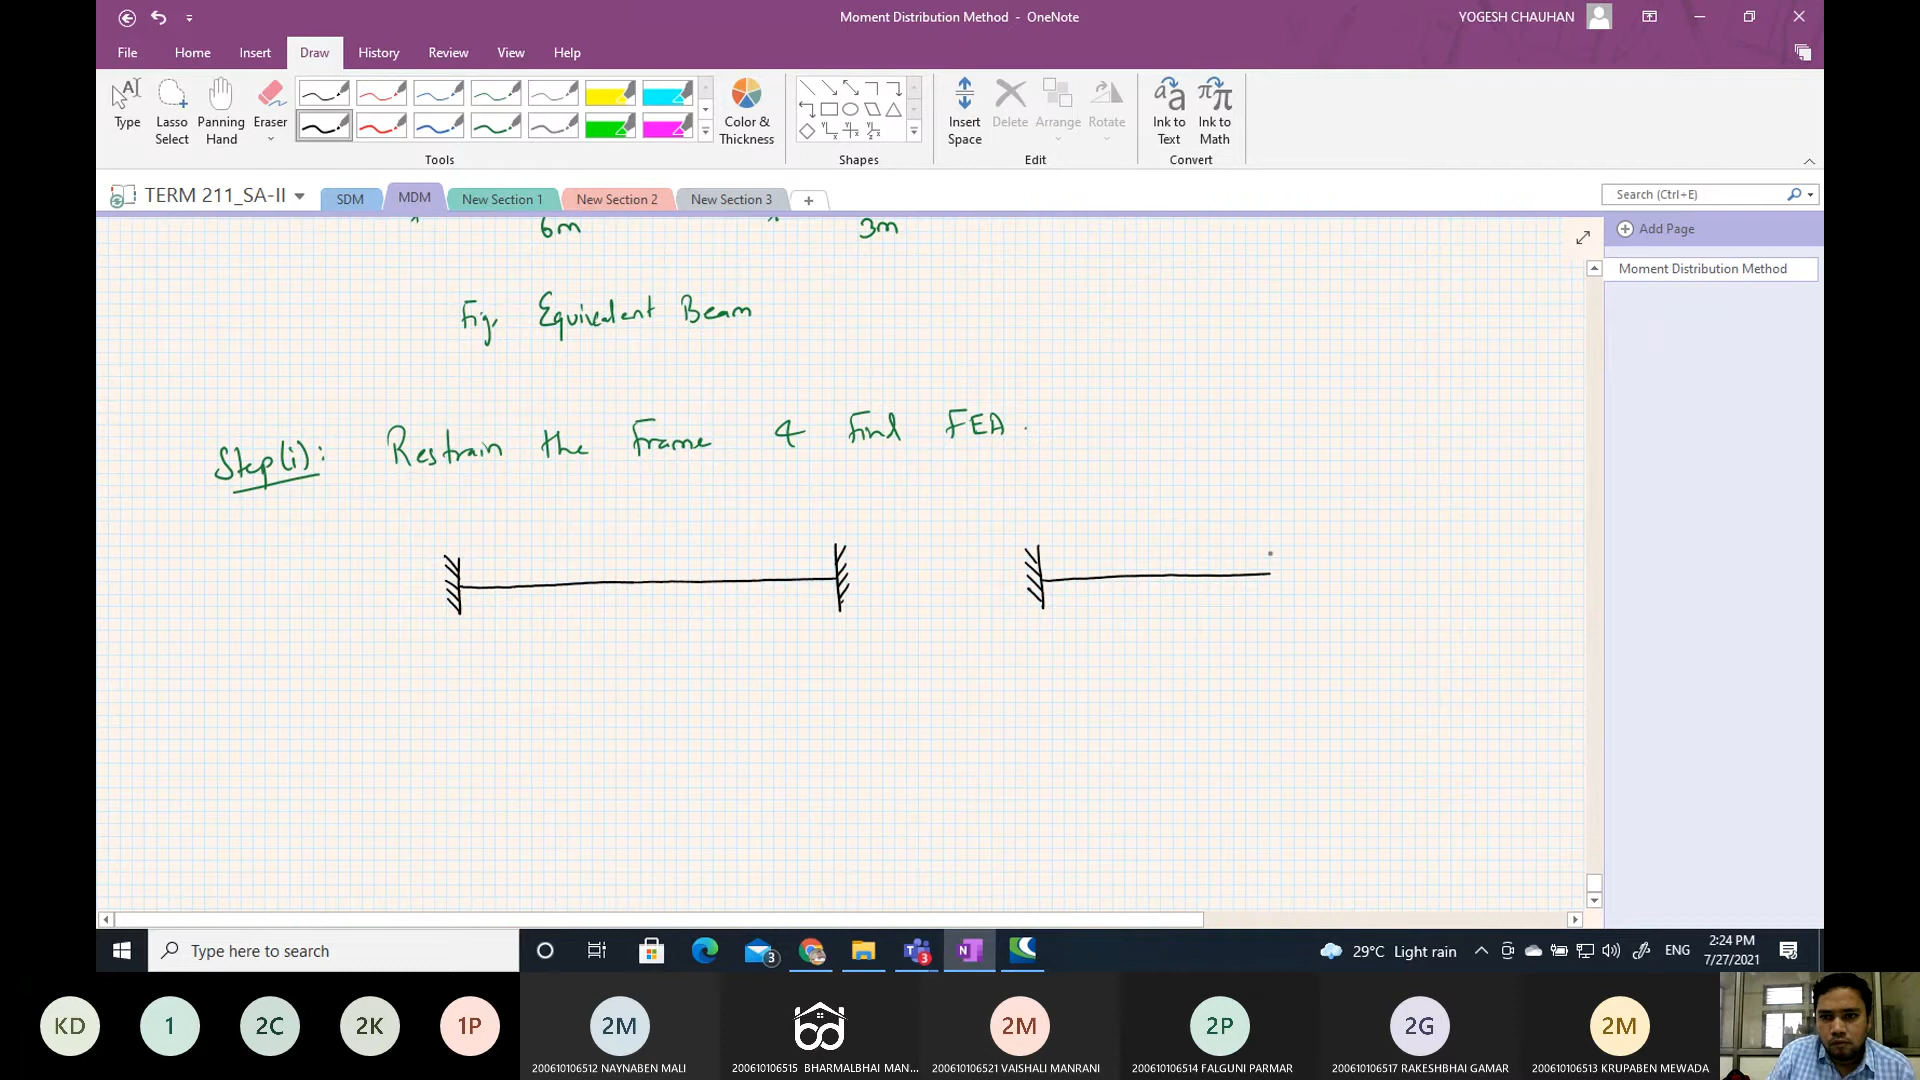 Moment Distribution Method - OneNote
YOGESH CHAUHAN
File Home Insert Draw History View Help
Type
Lasso Select
Panning Hand
Eraser
Color & Thickness
Insert Space
Delete
Arrange
Rotate
Ink to Text
Ink to Math
Tools Shapes Edit Convert
TERM 211_SA-II SDM MDM New Section 1 New Section 2 New Section 3 +
Search (Ctrl+E)
Add Page
Moment Distribution Method
6m 3m
Fig. Equivalent Beam
Step(i): Restrain the frame & find FEA.
Type here to search
3
3
29°C Light rain
ENG
2:24 PM
7/27/2021
KD 1 2C 2K 1P 2M bd 2M 2P 2G 2M
200610106512 NAYNABEN MALI
200610106515 BHARMALBHAI MAN...
200610106521 VAISHALI MANRANI
200610106514 FALGUNI PARMAR
200610106517 RAKESHBHAI GAMAR
200610106513 KRUPABEN MEWADA